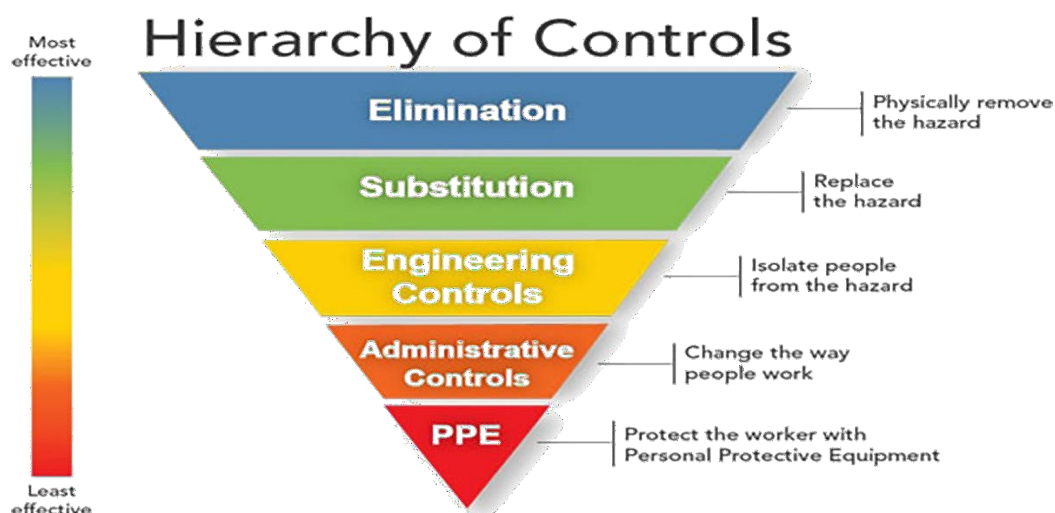 Hierarchy of Controls
Most
effective
Elimination
Physically remove
the hazard
Substitution
Replace
the hazard
Engineering
Controls
Isolate people
from the hazard
Administrative
Controls
Change the way
people work
PPE
Protect the worker with
Personal Protective Equipment
Least
effective